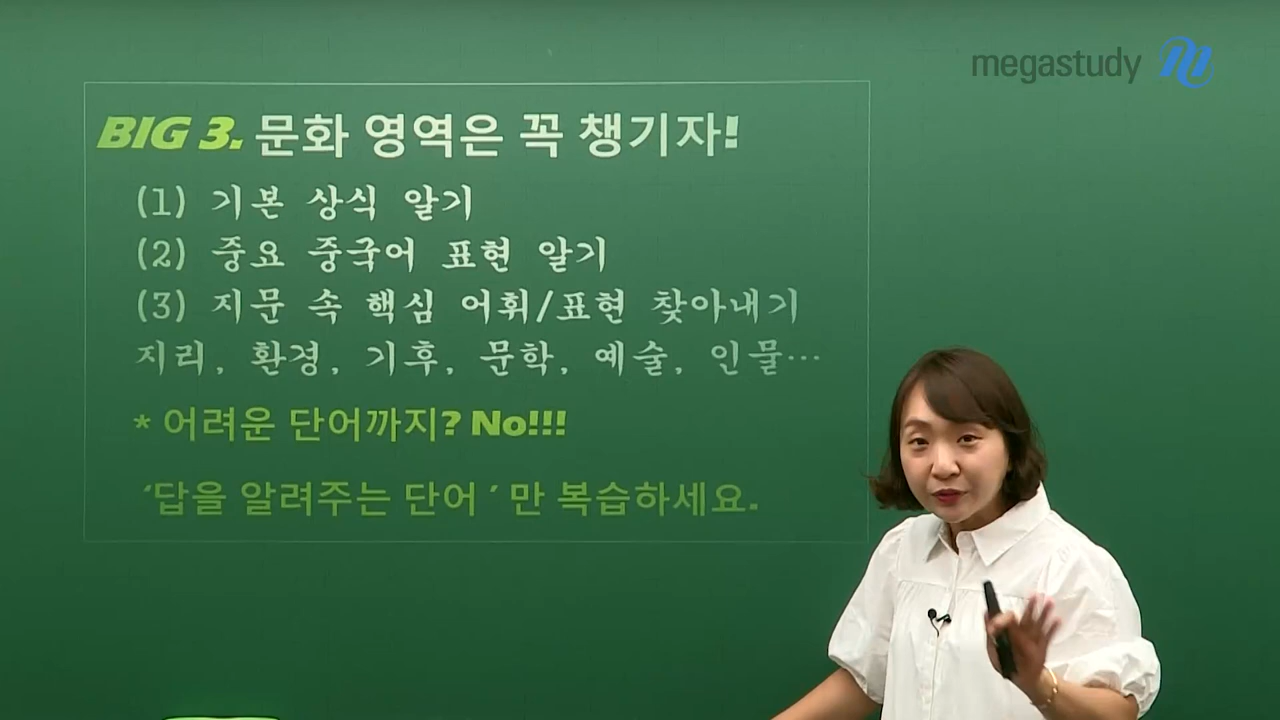 megastudy
BIG 3. 문화 영역은 꼭 챙기자!
(1) 기본 상식 알기
(2) 중요 중국어 표현 알기
(3) 지문 속 핵심 어휘/표현 찾아내기
지리, 환경, 기후, 문학, 예술, 인물…
* 어려운 단어까지? No!!!
‘답을 알려주는 단어 ’ 만 복습하세요.